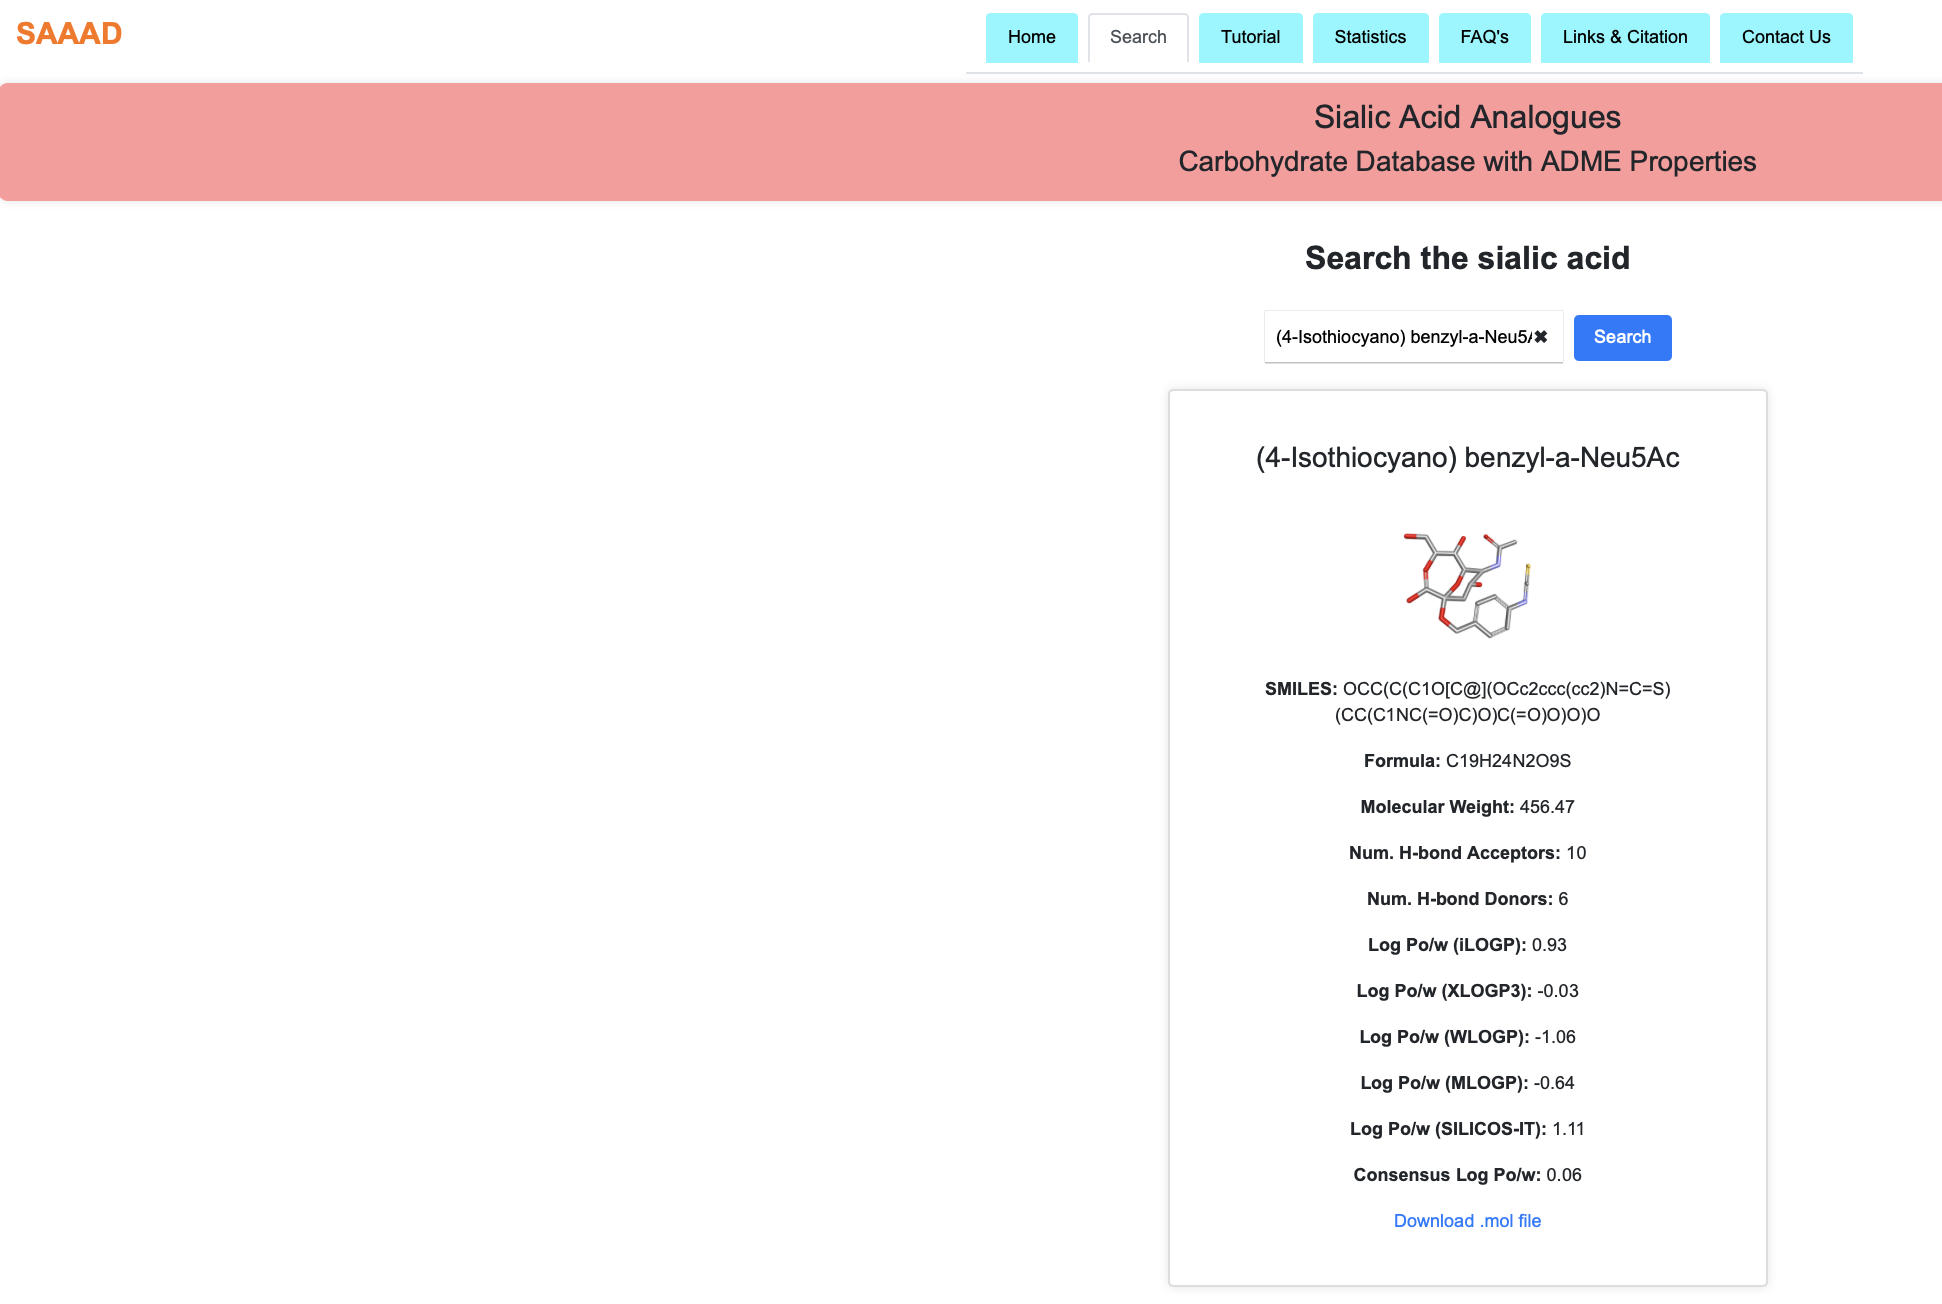 SAAAD
Home Search Tutorial Statistics FAQ's Links & Citation Contact Us
Sialic Acid Analogues
Carbohydrate Database with ADME Properties
Search the sialic acid
(4-Isothiocyano) benzyl-a-Neu5A ✖ Search
(4-Isothiocyano) benzyl-a-Neu5Ac
SMILES: OCC(C(C1O[C@](OCc2ccc(cc2)N=C=S)
(CC(C1NC(=O)C)O)C(=O)O)O)O
Formula: C19H24N2O9S
Molecular Weight: 456.47
Num. H-bond Acceptors: 10
Num. H-bond Donors: 6
Log Po/w (iLOGP): 0.93
Log Po/w (XLOGP3): -0.03
Log Po/w (WLOGP): -1.06
Log Po/w (MLOGP): -0.64
Log Po/w (SILICOS-IT): 1.11
Consensus Log Po/w: 0.06
Download .mol file